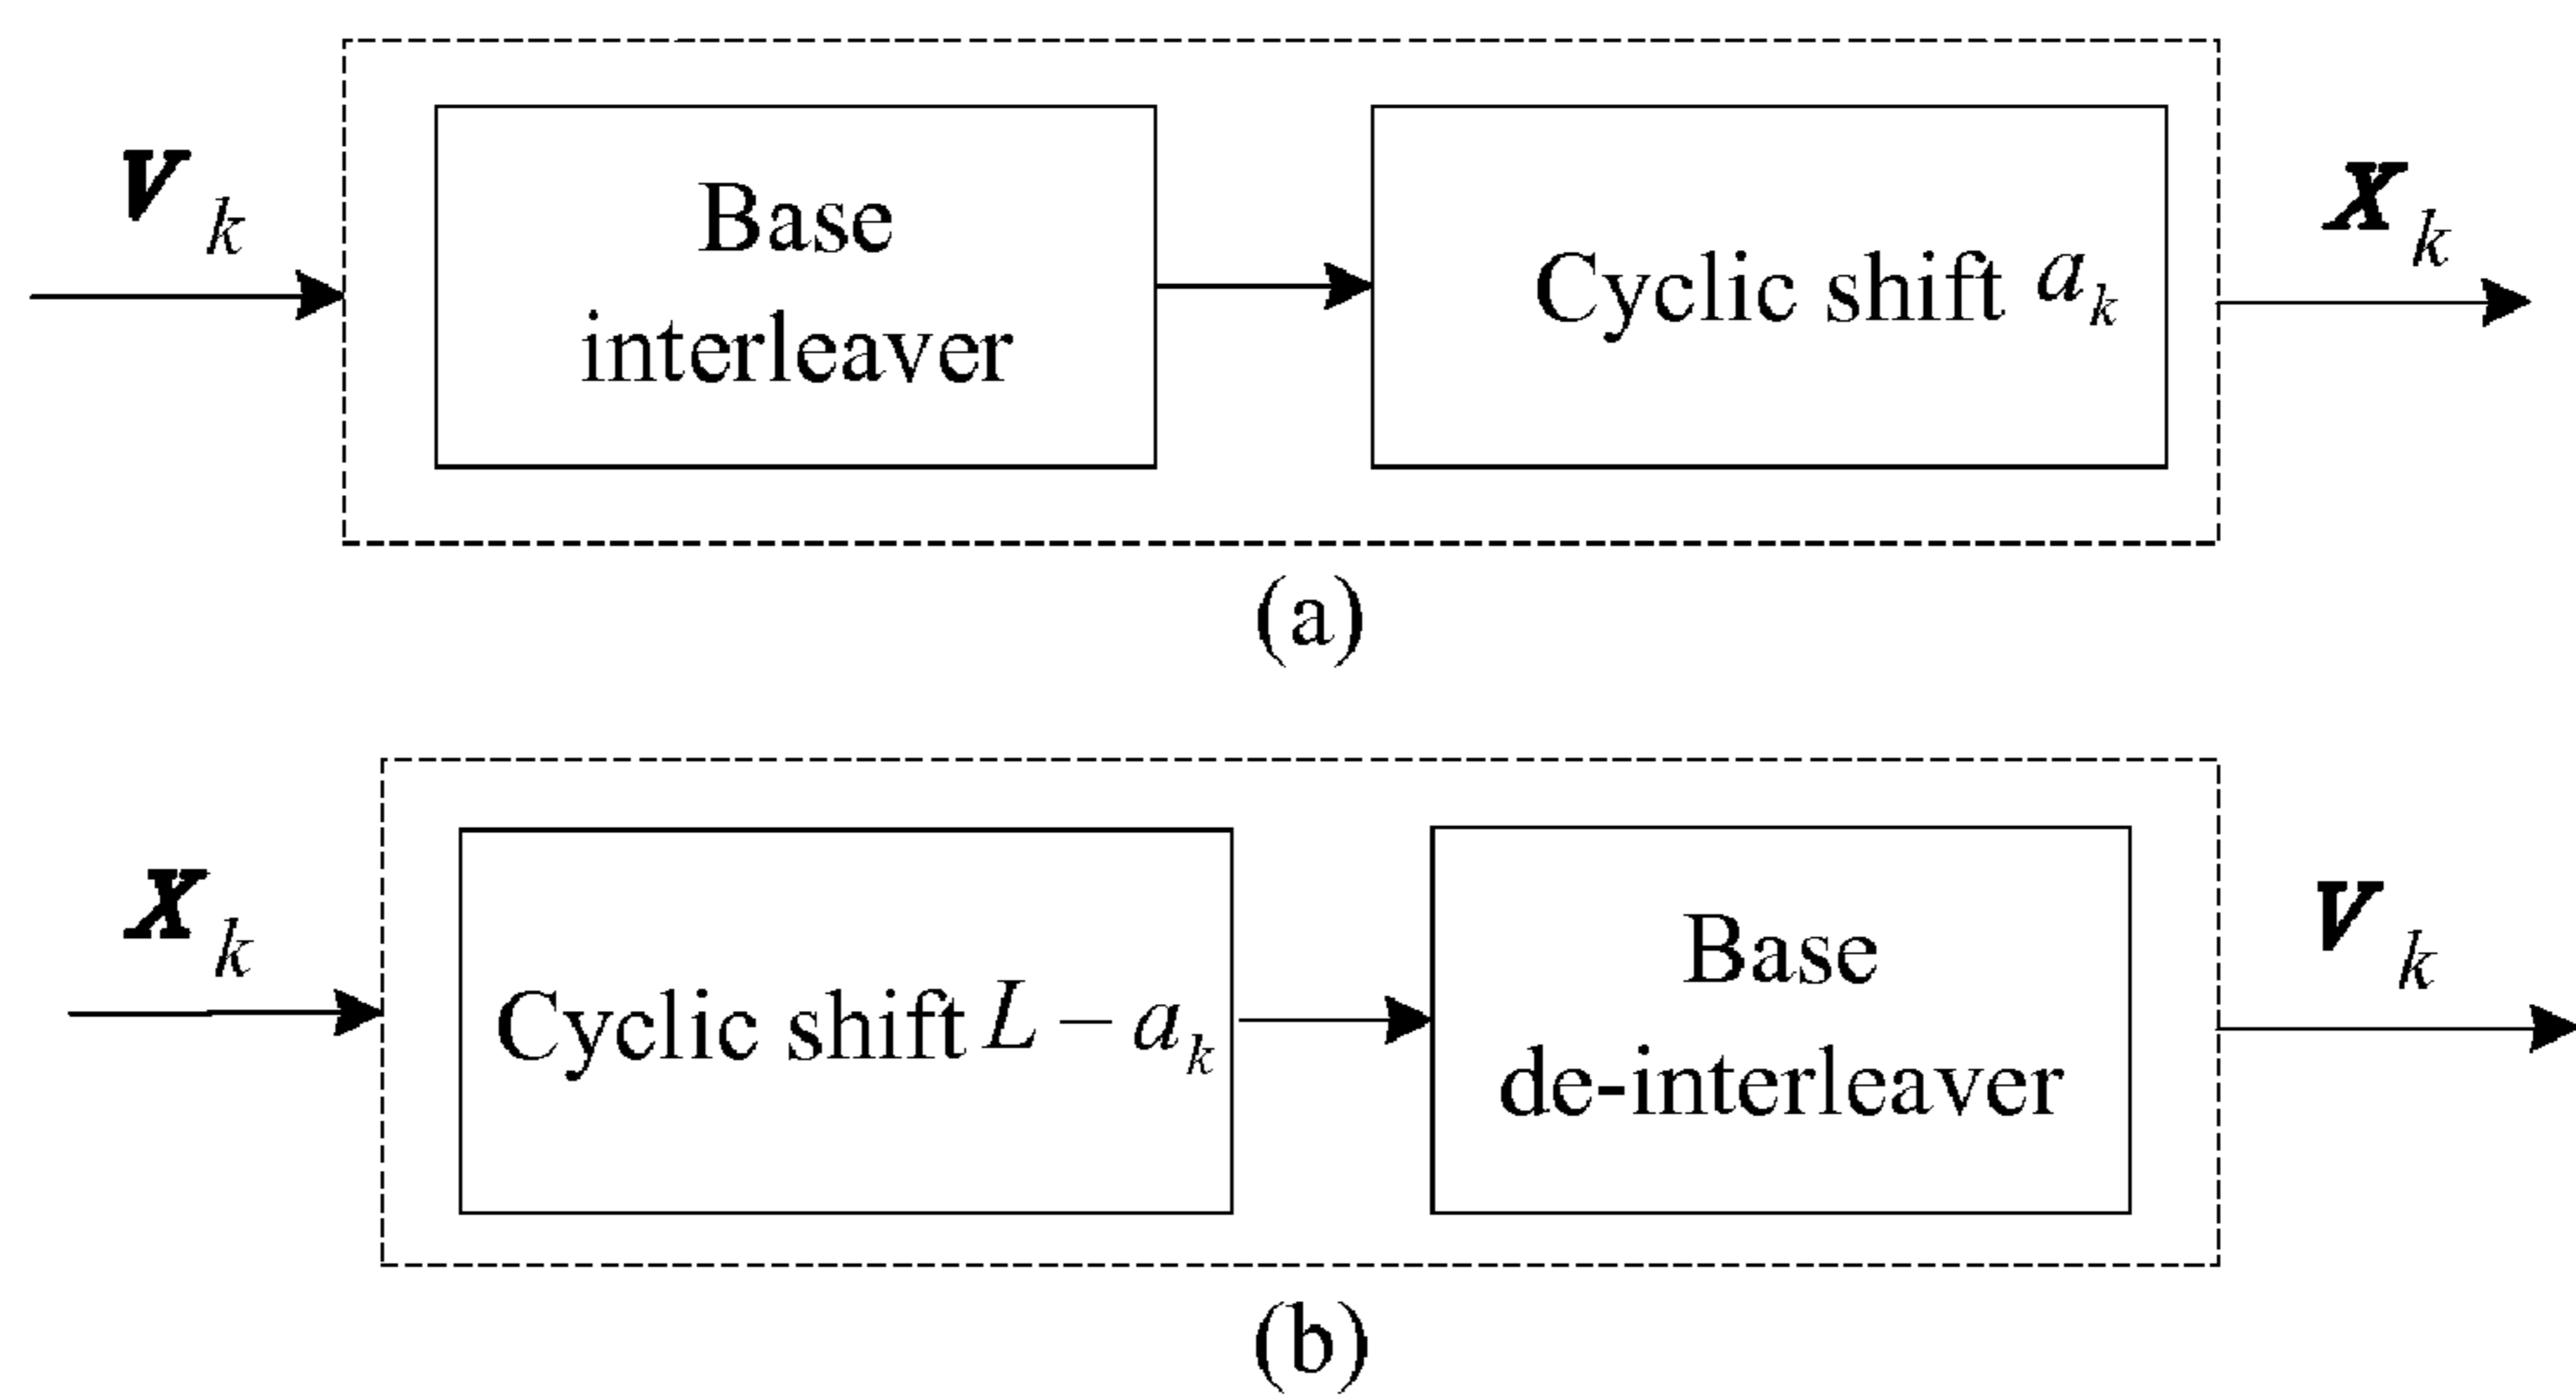 v_k
Base
interleaver
Cyclic shift a_k
x_k
(a)
x_k
Cyclic shift L − a_k
Base
de-interleaver
v_k
(b)